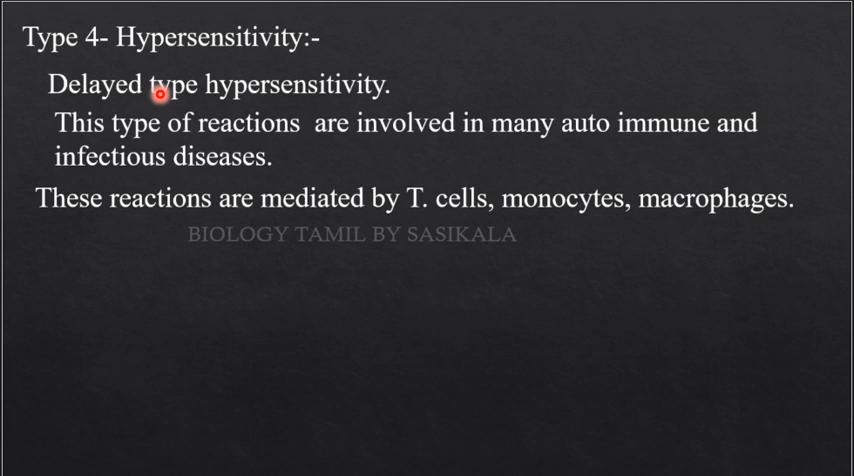 Type 4- Hypersensitivity:-
Delayed type hypersensitivity.
This type of reactions  are involved in many auto immune and
infectious diseases.
These reactions are mediated by T. cells, monocytes, macrophages.
BIOLOGY TAMIL BY SASIKALA